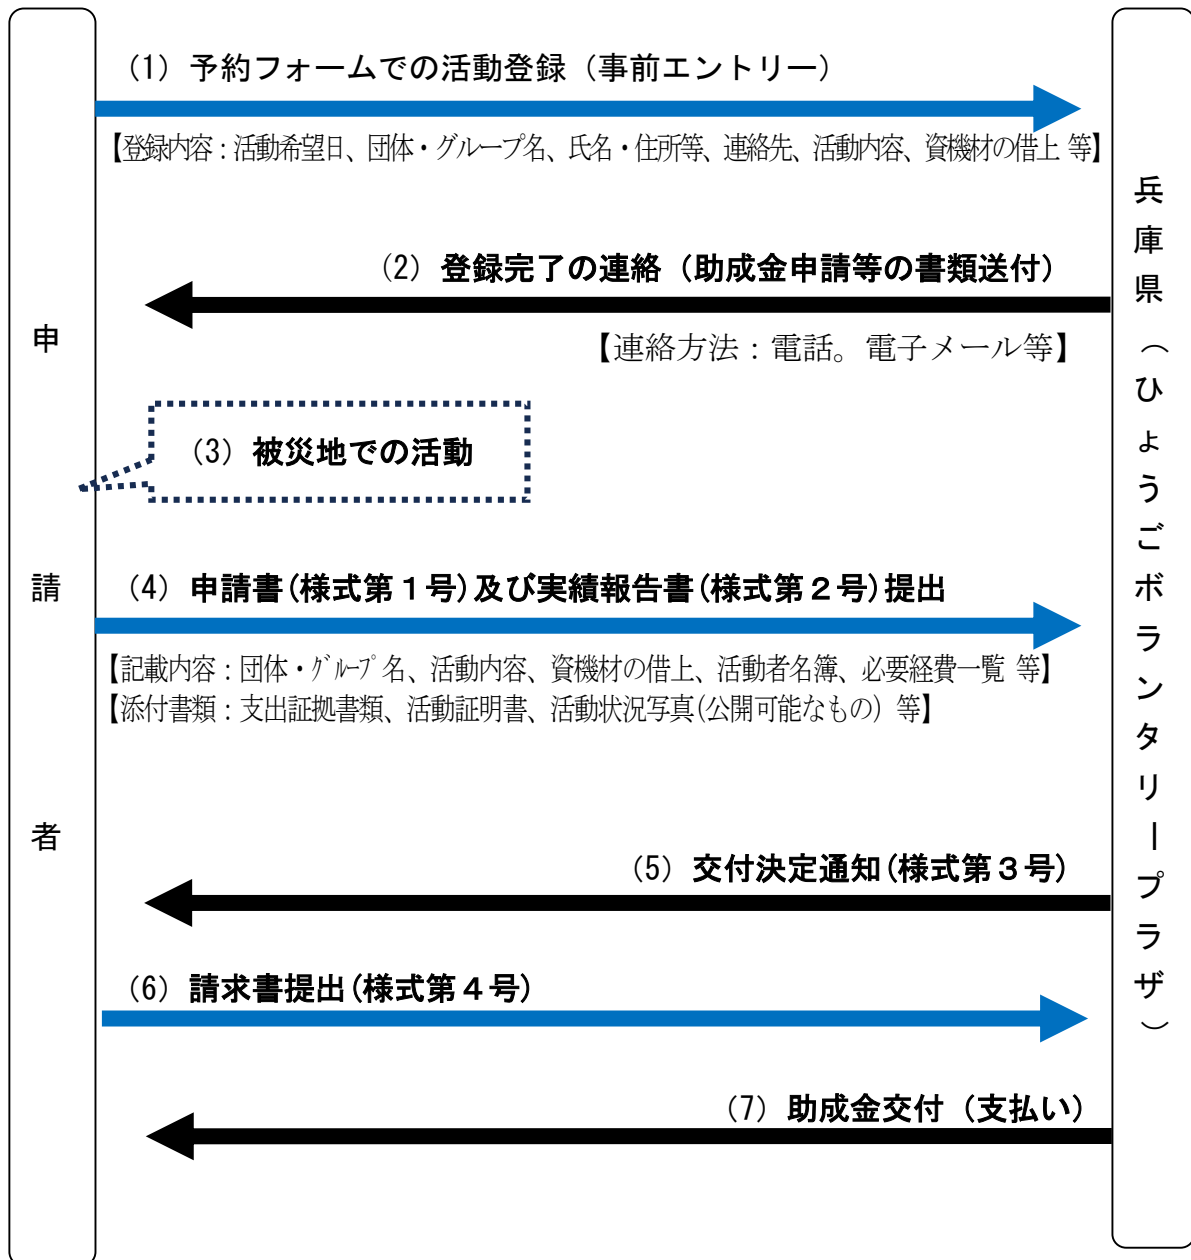 (1) 予約フォームでの活動登録（事前エントリー）
【登録内容：活動希望日、団体・グループ名、氏名・住所等、連絡先、活動内容、資機材の借上 等】
(2) 登録完了の連絡（助成金申請等の書類送付）
【連絡方法：電話。電子メール等】
(3) 被災地での活動
(4) 申請書(様式第１号)及び実績報告書(様式第２号)提出
【記載内容：団体・ｸﾞﾙｰﾌﾟ名、活動内容、資機材の借上、活動者名簿、必要経費一覧 等】
【添付書類：支出証拠書類、活動証明書、活動状況写真(公開可能なもの) 等】
(5) 交付決定通知(様式第３号)
(6) 請求書提出(様式第４号)
(7) 助成金交付（支払い）
申請者
兵庫県（ひょうごボランタリープラザ）